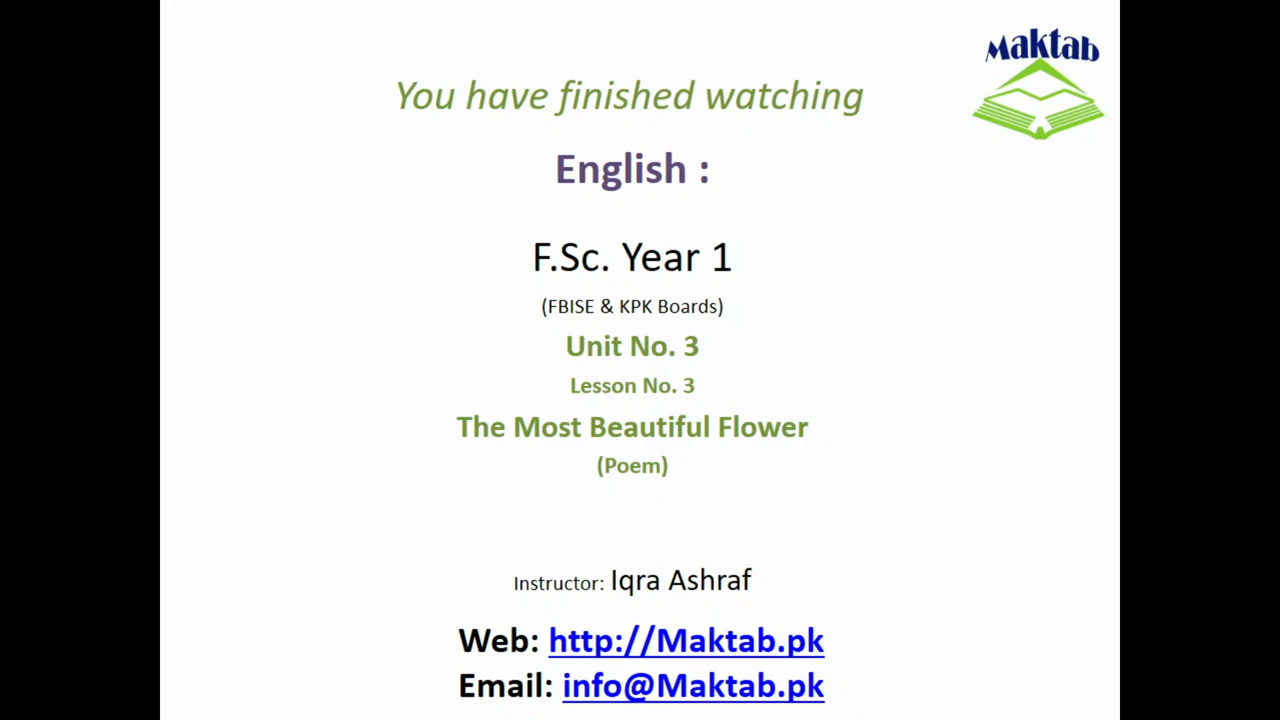 Maktab
You have finished watching
English :
F.Sc. Year 1
(FBISE & KPK Boards)
Unit No. 3
Lesson No. 3
The Most Beautiful Flower
(Poem)
Instructor: Iqra Ashraf
Web: http://Maktab.pk
Email: info@Maktab.pk